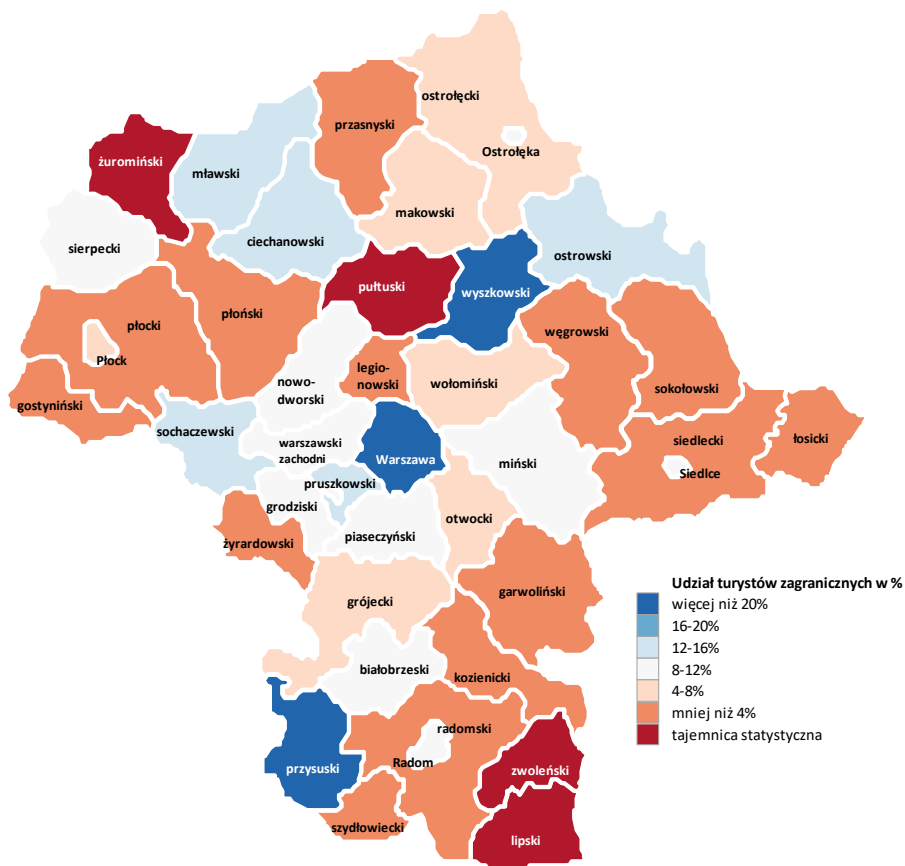 ostrołęcki
przasnyski
Ostrołęka
żuromiński
mławski
makowski
ciechanowski
sierpecki
ostrowski
pułtuski
wyszkowski
płocki
płoński
węgrowski
Płock
nowo-
dworski
legio-
nowski
wołomiński
sokołowski
gostyniński
sochaczewski
warszawski
zachodni
Warszawa
miński
siedlecki
Siedlce
łosicki
pruszkowski
grodziski
otwocki
piaseczyński
żyrardowski
garwoliński
grójecki
białobrzeski
kozienicki
radomski
Radom
przysuski
zwoleński
szydłowiecki
lipski
Udział turystów zagranicznych w %
więcej niż 20%
16-20%
12-16%
8-12%
4-8%
mniej niż 4%
tajemnica statystyczna